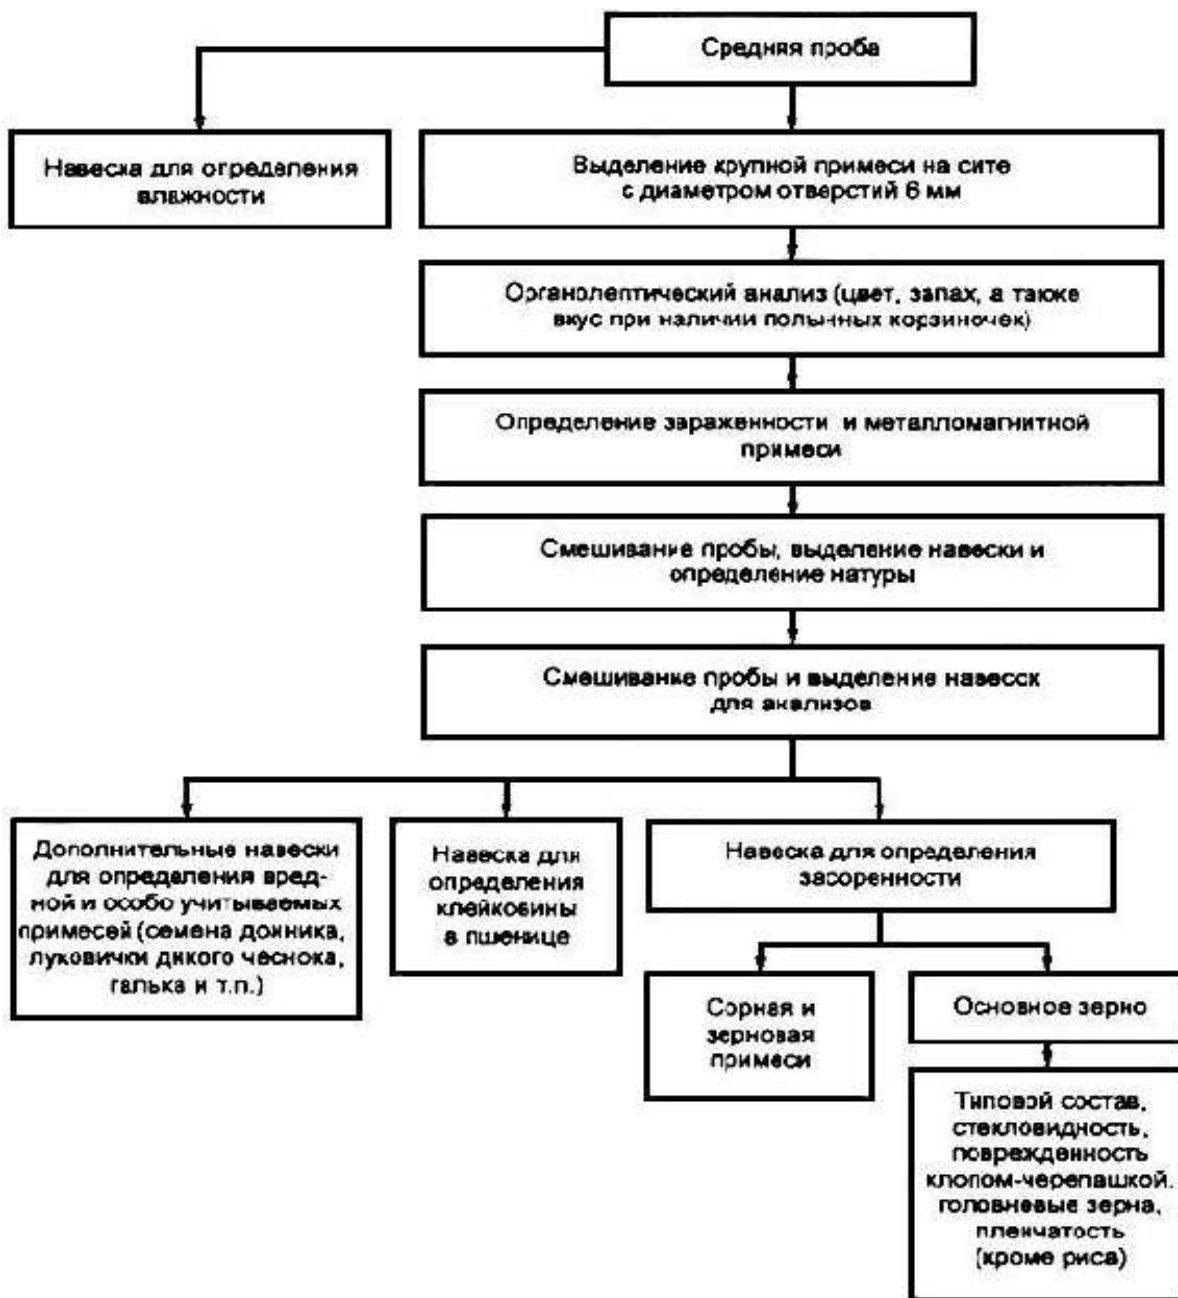 Средняя проба
Навеска для определения
влажности
Выделение крупной примеси на сите
с диаметром отверстий 6 мм
Органолептический анализ (цвет, запах, а также
вкус при наличии полынных корзиночек)
Определение зараженности и металломагнитной
примеси
Смешивание пробы, выделение навески и
определение натуры
Смешивание пробы и выделение навесок
для анализов
Дополнительные навески
для определения вред-
ной и особо учитываемых
примесей (семена донника,
луковички дикого чеснока,
галька и т.п.)
Навеска для
определения
клейковины
в пшенице
Навеска для определения
засоренности
Сорная и
зерновая
примеси
Основное зерно
Типовой состав,
стекловидность,
поврежденность
клопом-черепашкой,
головневые зерна,
пленчатость
(кроме риса)